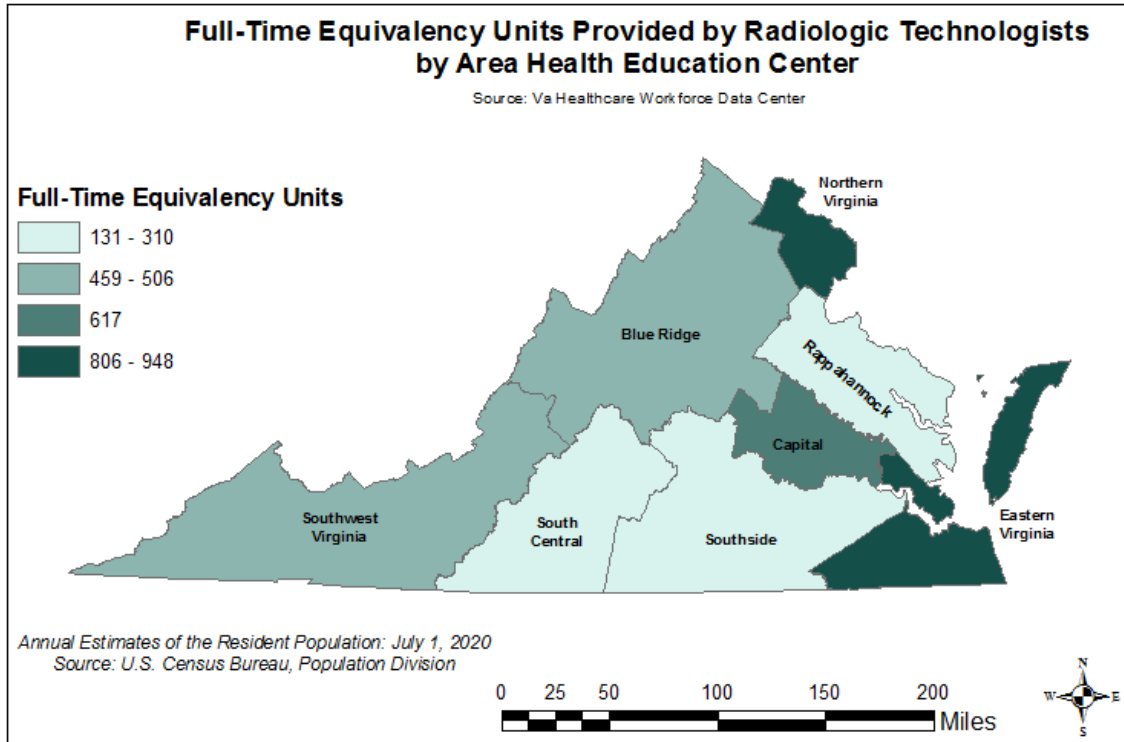 Full-Time Equivalency Units Provided by Radiologic Technologists
by Area Health Education Center
Source: Va Healthcare Workforce Data Center
Full-Time Equivalency Units
131 - 310
459 - 506
617
806 - 948
Northern
Virginia
Blue Ridge
Rappahannock
Capital
Southwest
Virginia
South
Central
Southside
Eastern
Virginia
Annual Estimates of the Resident Population: July 1, 2020
Source: U.S. Census Bureau, Population Division
0 25 50 100 150 200
Miles
N
W E
S